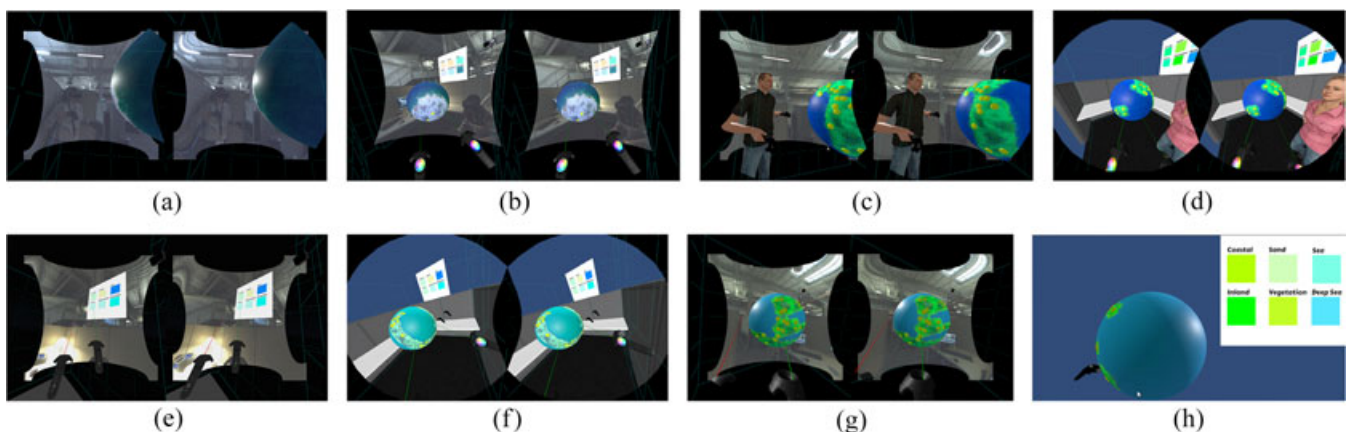 (a)
(b)
(c)
(d)
(e)
(f)
(g)
Coastal Sand Sea
Inland Vegetation Deep Sea
(h)